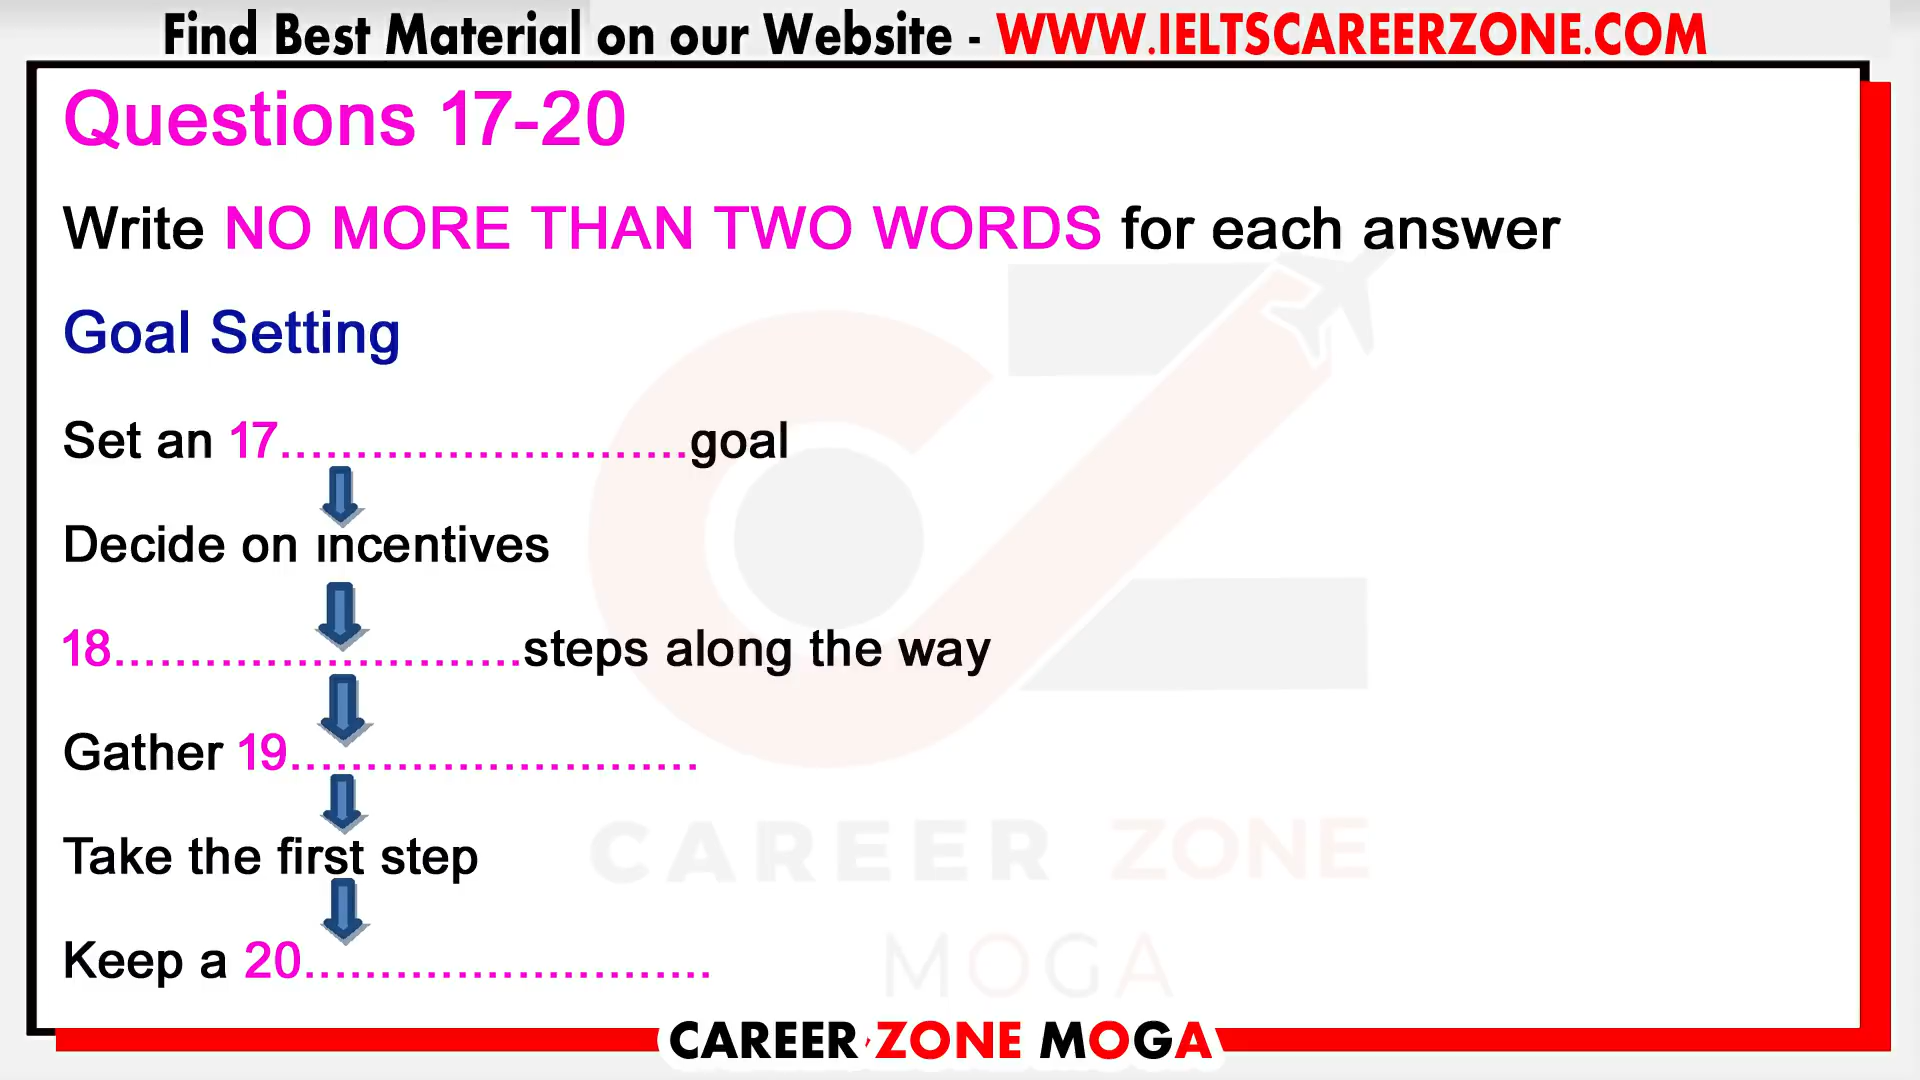 Find Best Material on our Website - WWW.IELTSCAREERZONE.COM
Questions 17-20
Write NO MORE THAN TWO WORDS for each answer
Goal Setting
Set an 17...........................goal
Decide on incentives
18...........................steps along the way
Gather 19...........................
Take the first step
Keep a 20...........................
CAREER ZONE
MOGA
CAREER ZONE MOGA